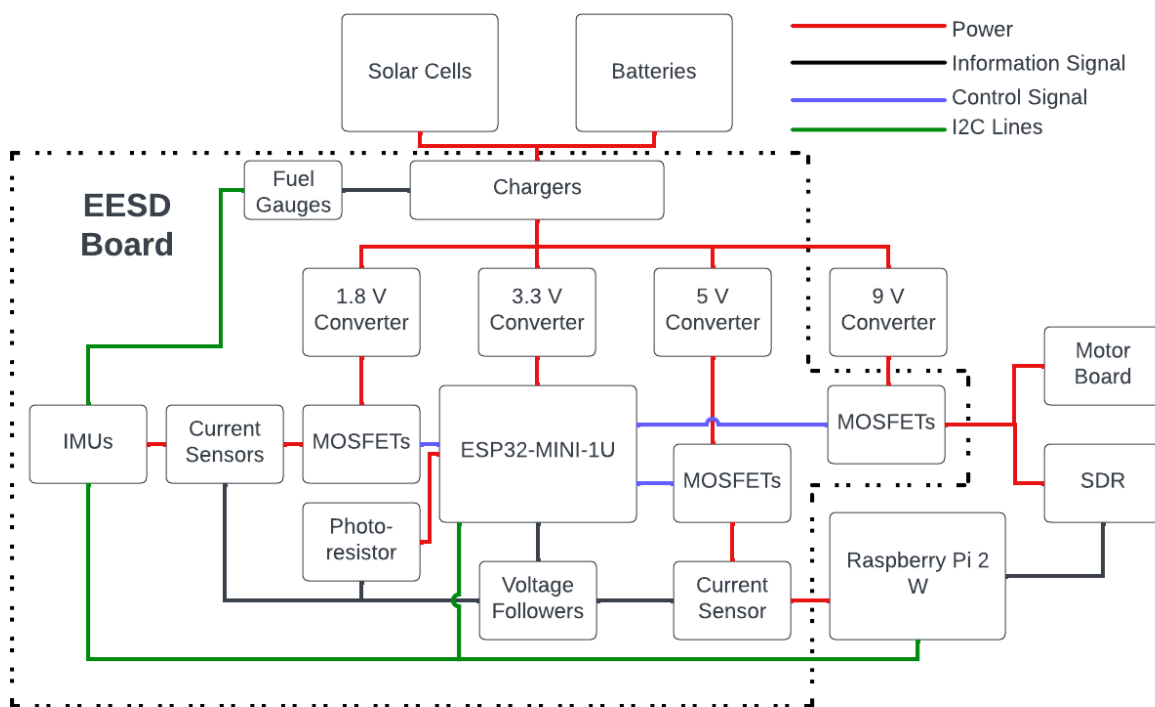 Solar Cells
Batteries
Power
Information Signal
Control Signal
I2C Lines
EESD
Board
Fuel
Gauges
Chargers
1.8 V
Converter
3.3 V
Converter
5 V
Converter
9 V
Converter
Motor
Board
IMUs
Current
Sensors
MOSFETs
ESP32-MINI-1U
MOSFETs
MOSFETs
SDR
Photo-
resistor
Voltage
Followers
Current
Sensor
Raspberry Pi 2
W